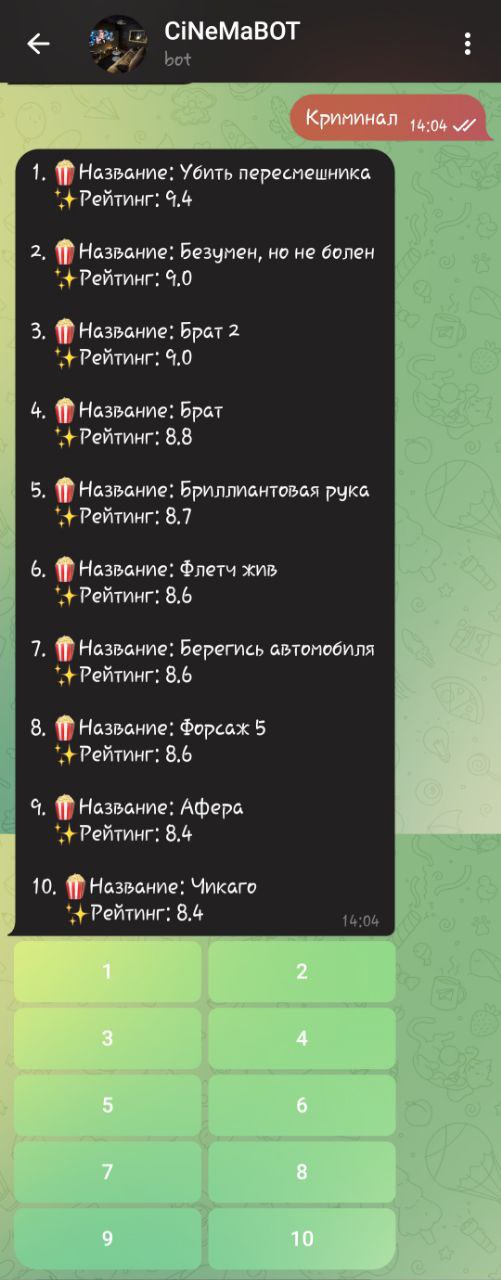 CiNeMaBOT
bot
Криминал 14:04
1. 🍿Название: Убить пересмешника
✨Рейтинг: 9.4
2. 🍿Название: Безумен, но не болен
✨Рейтинг: 9.0
3. 🍿Название: Брат 2
✨Рейтинг: 9.0
4. 🍿Название: Брат
✨Рейтинг: 8.8
5. 🍿Название: Бриллиантовая рука
✨Рейтинг: 8.7
6. 🍿Название: Флетч жив
✨Рейтинг: 8.6
7. 🍿Название: Берегись автомобиля
✨Рейтинг: 8.6
8. 🍿Название: Форсаж 5
✨Рейтинг: 8.6
9. 🍿Название: Афера
✨Рейтинг: 8.4
10. 🍿Название: Чикаго
✨Рейтинг: 8.4
14:04
1 2
3 4
5 6
7 8
9 10